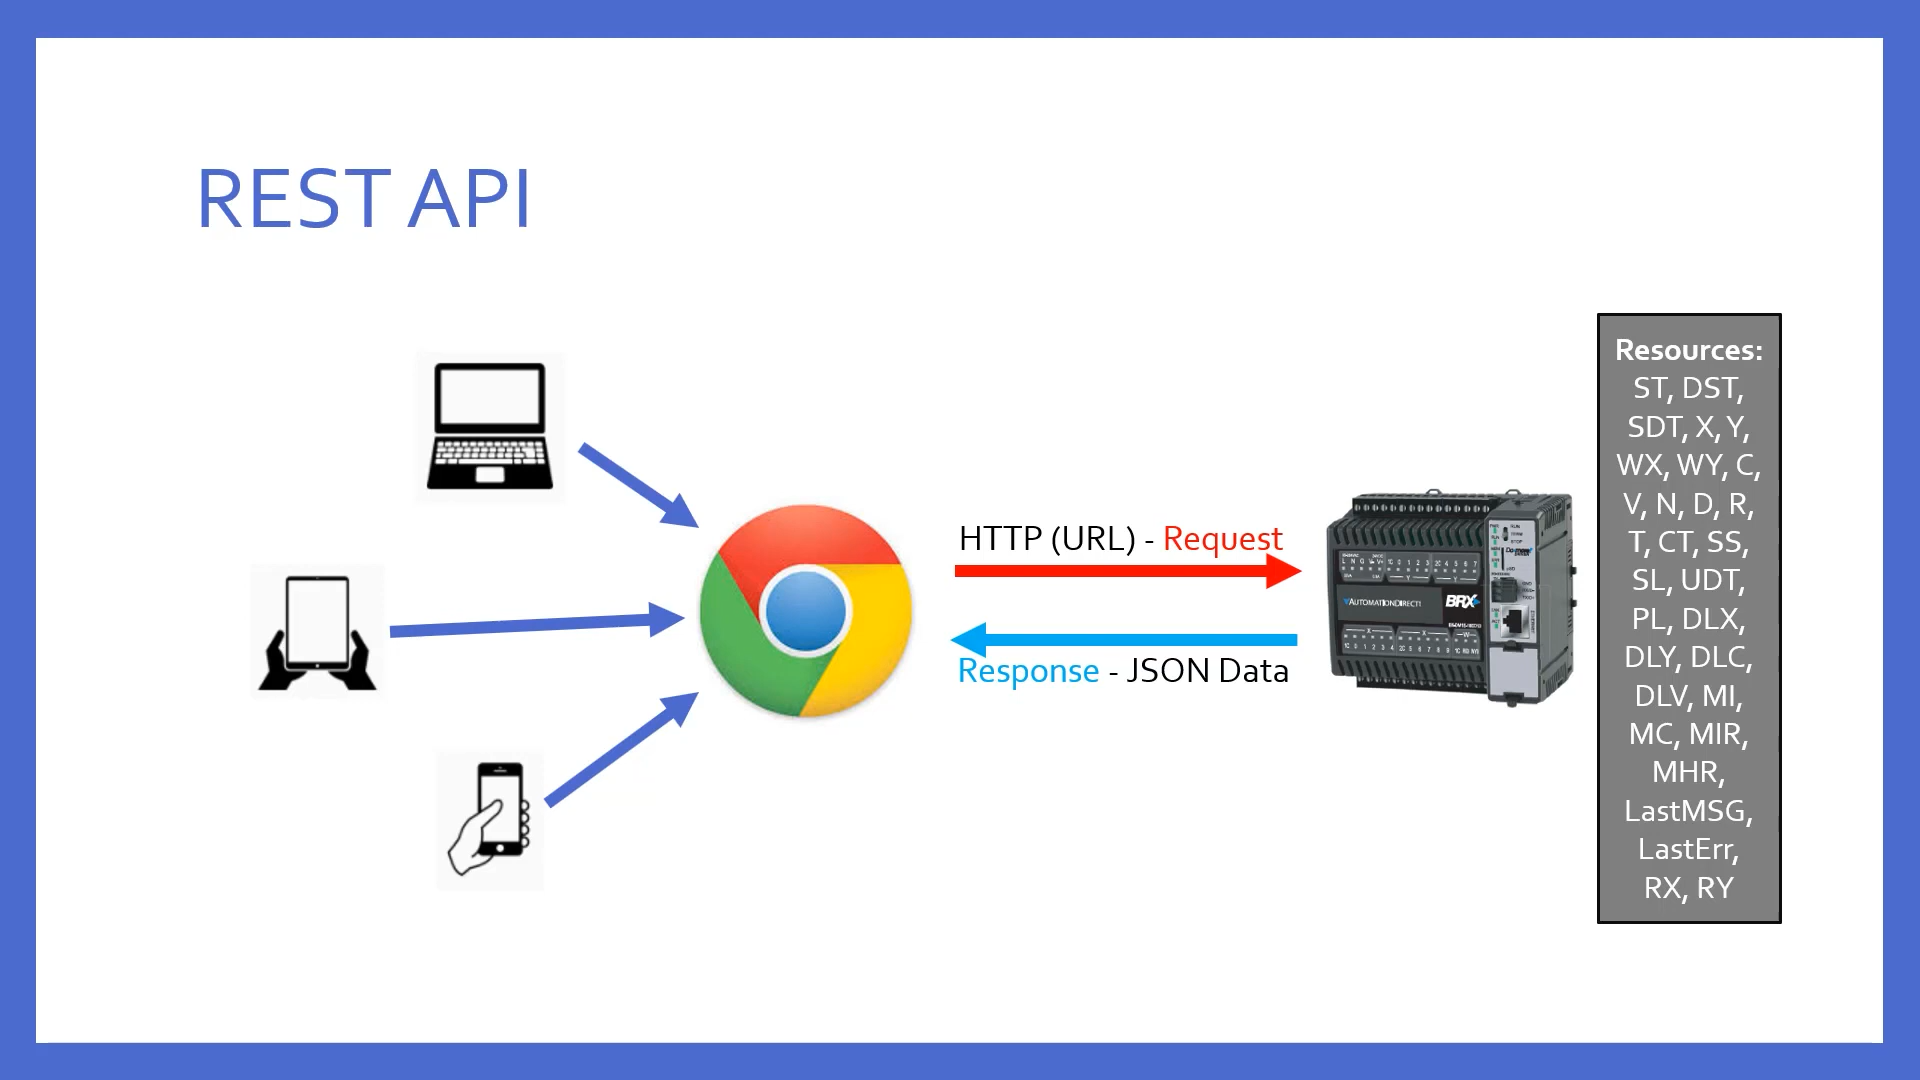 REST API
HTTP (URL) - Request
Response - JSON Data
AUTOMATIONDIRECT
BRX
Resources:
ST, DST,
SDT, X, Y,
WX, WY, C,
V, N, D, R,
T, CT, SS,
SL, UDT,
PL, DLX,
DLY, DLC,
DLV, MI,
MC, MIR,
MHR,
LastMSG,
LastErr,
RX, RY